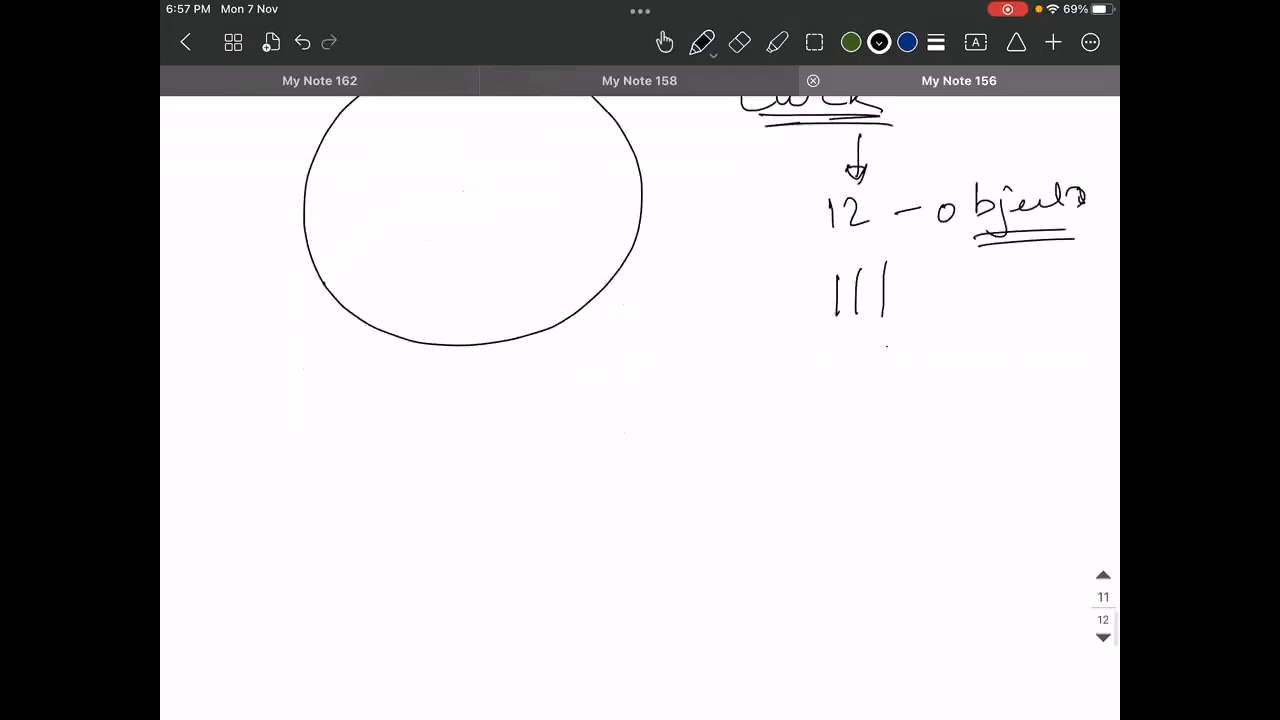 6:57 PM Mon 7 Nov
69%
A
My Note 162
My Note 158
My Note 156
12 - objects
|||
11
12